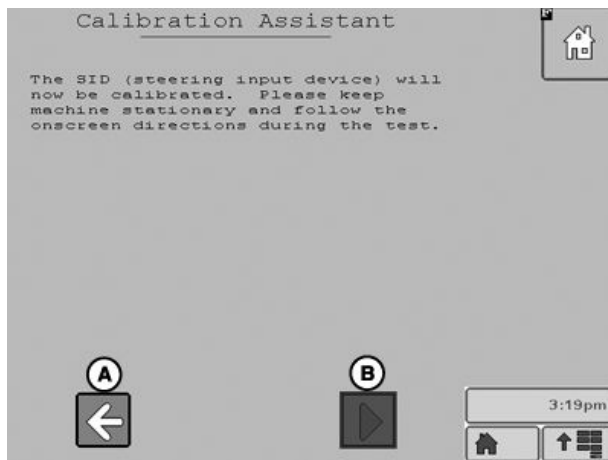 Calibration Assistant
The SID (steering input device) will
now be calibrated.  Please keep
machine stationary and follow the
onscreen directions during the test.
A
B
3:19pm